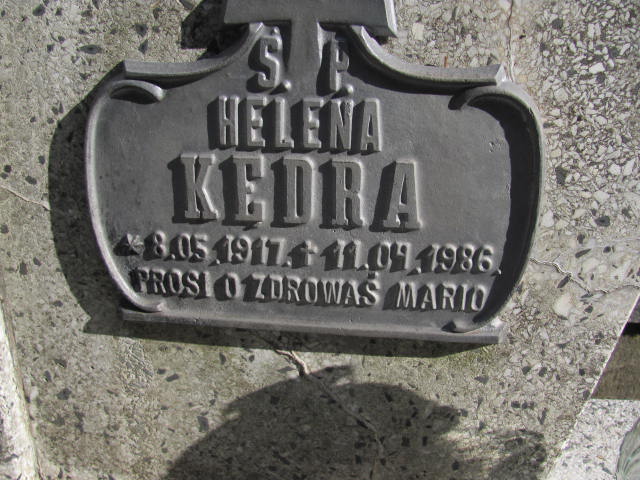 Ś. P.
HELENA
KĘDRA
* 8.05.1917. + 11.04.1986.
PROSI O ZDROWAŚ MARIO